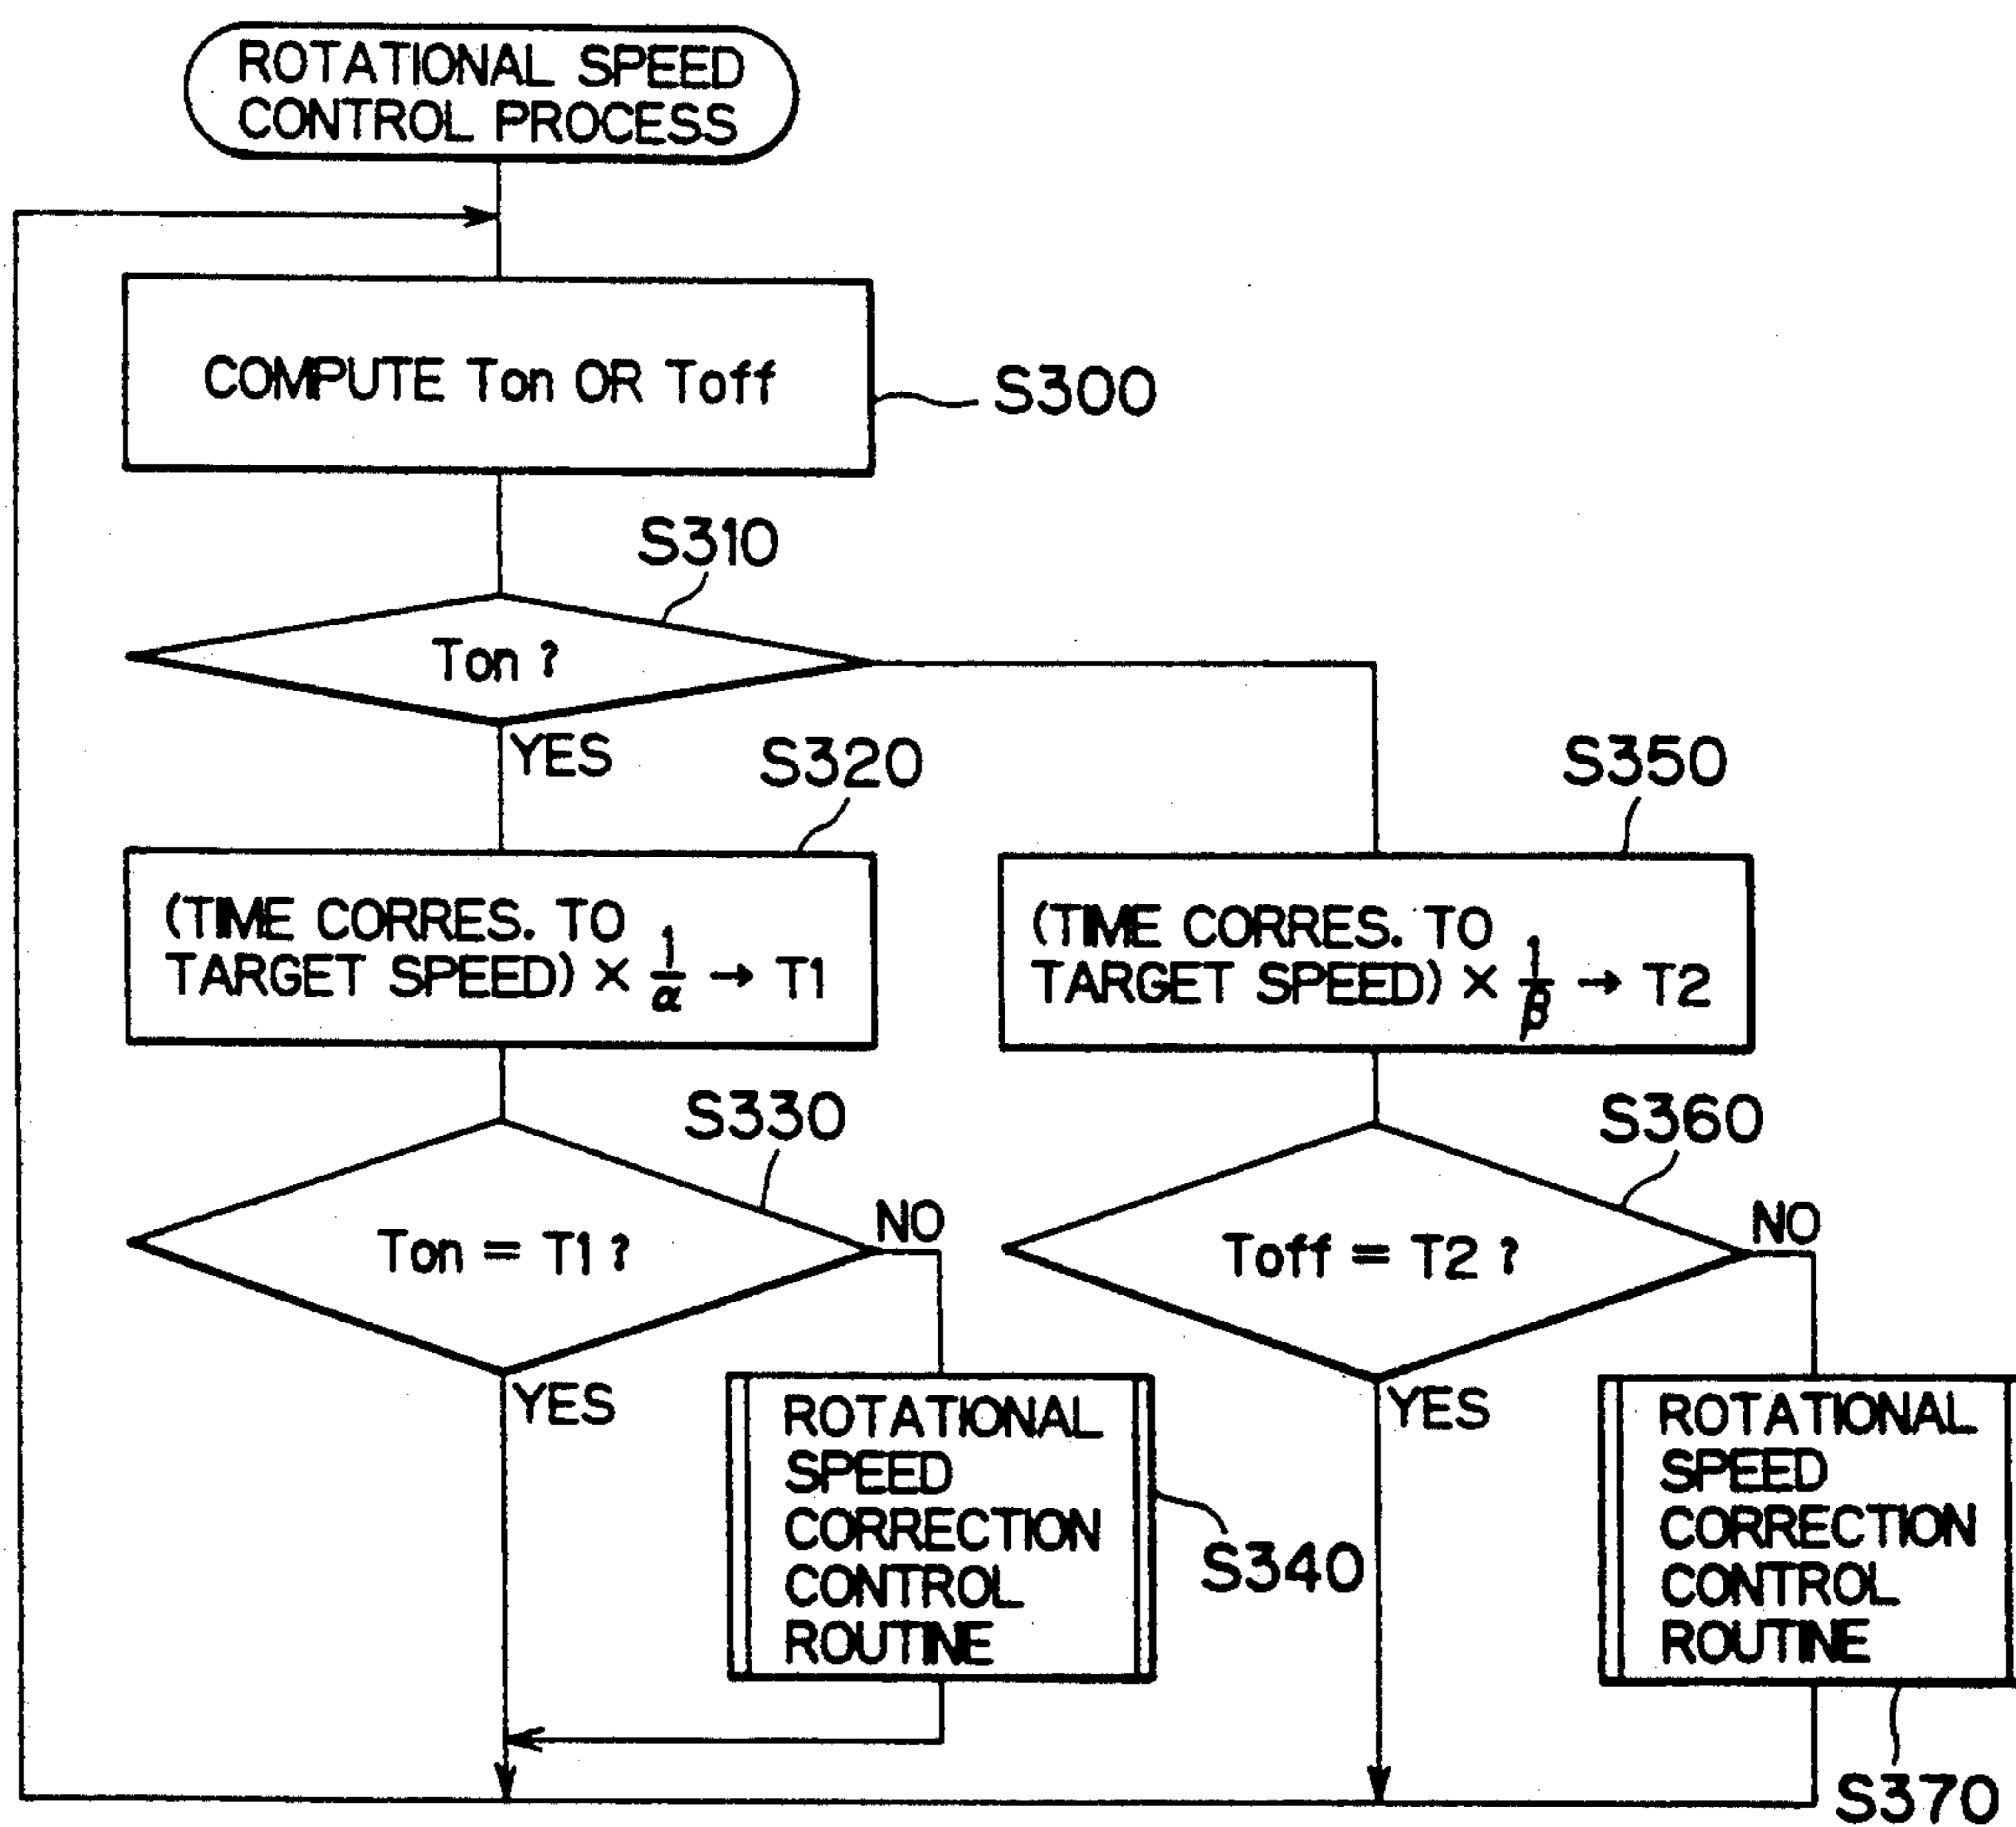 ROTATIONAL SPEED
CONTROL PROCESS
COMPUTE Ton OR Toff
S300
S310
Ton ?
YES
S320
S350
(TIME CORRES. TO
TARGET SPEED) × 1/α → T1
(TIME CORRES. TO
TARGET SPEED) × 1/β → T2
S330
S360
Ton = T1 ?
NO
Toff = T2 ?
NO
YES
ROTATIONAL
SPEED
CORRECTION
CONTROL
ROUTINE
S340
YES
ROTATIONAL
SPEED
CORRECTION
CONTROL
ROUTINE
S370